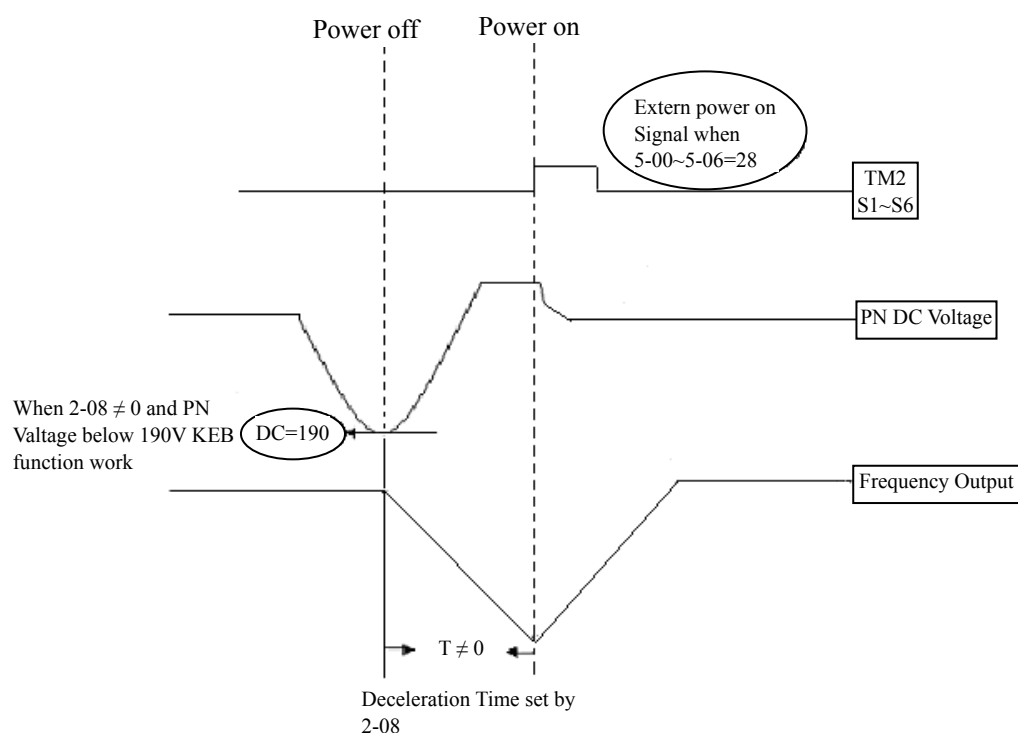 Power off
Power on
Extern power on
Signal when
5-00~5-06=28
TM2
S1~S6
PN DC Voltage
When 2-08 ≠ 0 and PN
Valtage below 190V KEB
function work
DC=190
Frequency Output
T ≠ 0
Deceleration Time set by
2-08